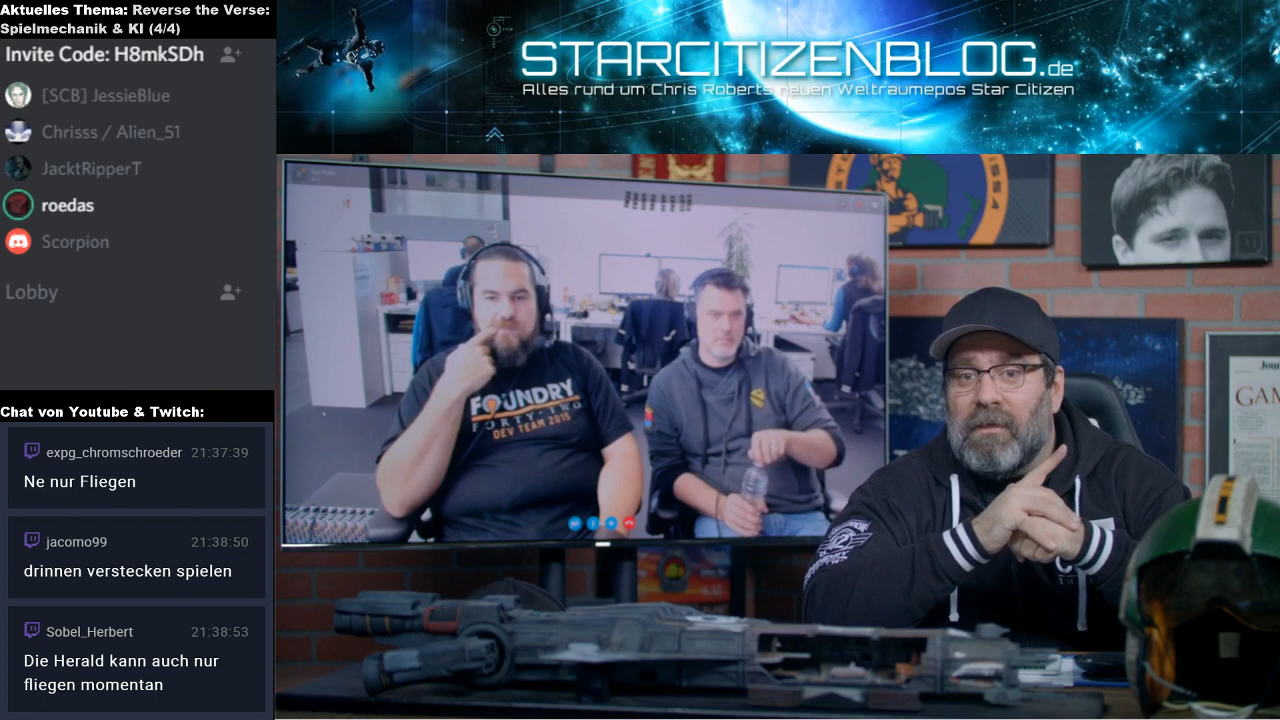 Aktuelles Thema: Reverse the Verse:
Spielmechanik & KI (4/4)
Invite Code: H8mkSDh
[SCB] JessieBlue
Chrisss / Alien_51
JacktRipperT
roedas
Scorpion
Lobby
Chat von Youtube & Twitch:
expg_chromschroeder 21:37:39
Ne nur Fliegen
jacomo99 21:38:50
drinnen verstecken spielen
Sobel_Herbert 21:38:53
Die Herald kann auch nur
fliegen momentan
STARCITIZENBLOG.de
Alles rund um Chris Roberts neuen Weltraumepos Star Citizen
FOUNDRY
FORTY-TWO
DEV TEAM 2015